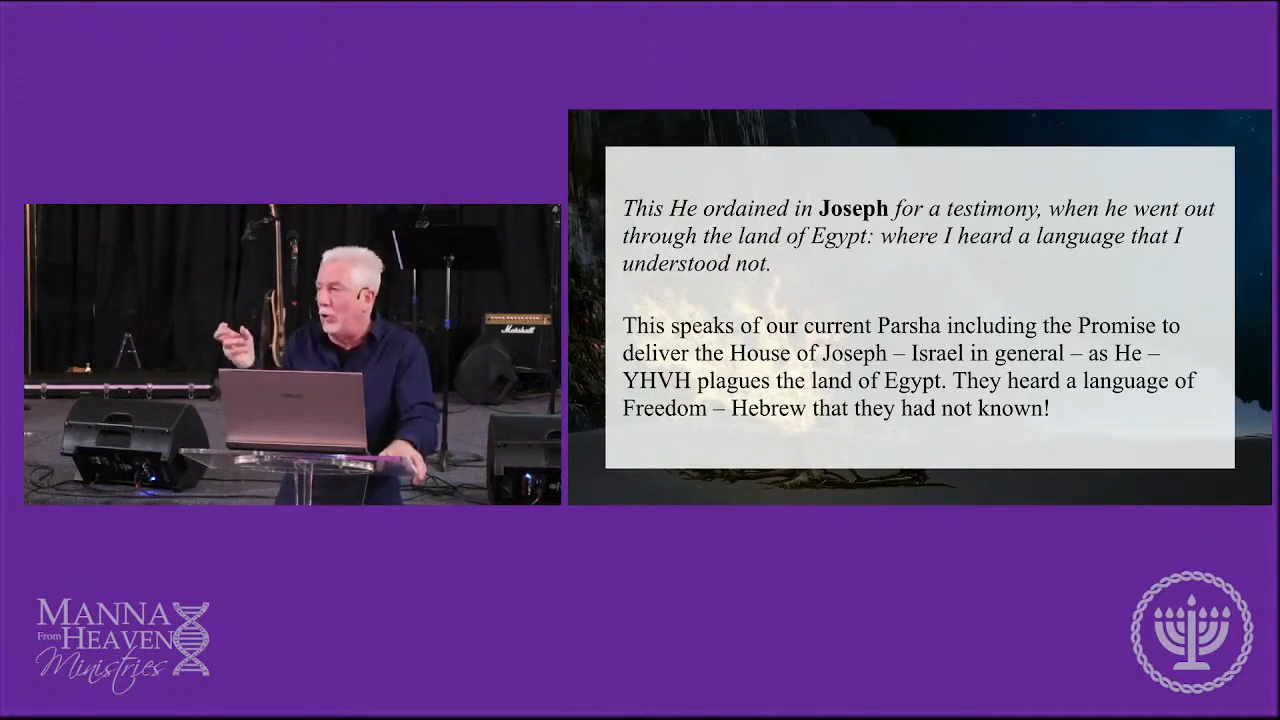 This He ordained in Joseph for a testimony, when he went out
through the land of Egypt: where I heard a language that I
understood not.
This speaks of our current Parsha including the Promise to
deliver the House of Joseph – Israel in general – as He –
YHVH plagues the land of Egypt. They heard a language of
Freedom – Hebrew that they had not known!
Marshall
ASUS
MANNA
From HEAVEN
Ministries